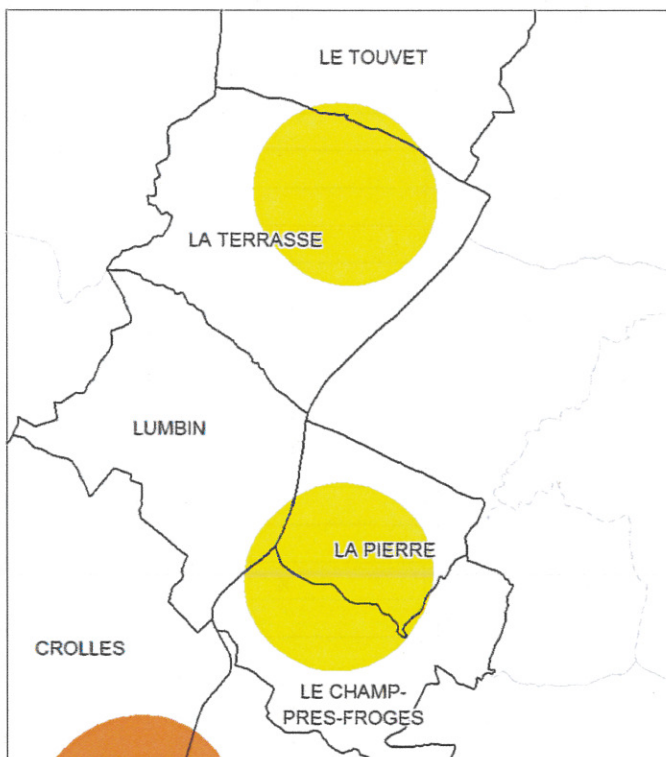 LE TOUVET
LA TERRASSE
LUMBIN
LA PIERRE
CROLLES
LE CHAMP-
PRES-FROGES